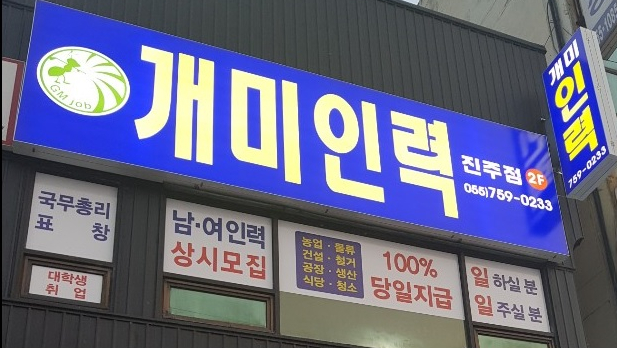 GM Job
개미인력
진주점 2F
055)759-0233
개미
인력
759-0233
국무총리
표 창
대학생
취 업
남·여인력
상시모집
농업·물류
건설·철거
공장·생산
식당·청소
100%
당일지급
일 하실 분
일 주실 분